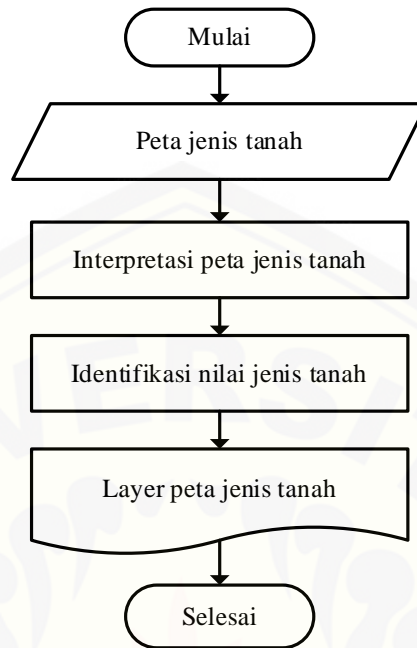 Mulai
Peta jenis tanah
Interpretasi peta jenis tanah
Identifikasi nilai jenis tanah
Layer peta jenis tanah
Selesai